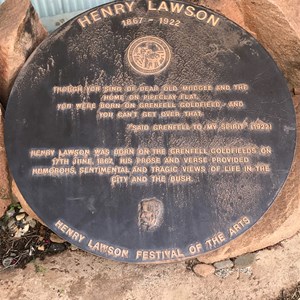 HENRY LAWSON
1867 - 1922
THOUGH YOU SING OF DEAR OLD MUDGEE AND THE
HOME ON PIPECLAY FLAT,
YOU WERE BORN ON GRENFELL GOLDFIELD - AND
YOU CAN'T GET OVER THAT.
"SAID GRENFELL TO MY SPIRIT" (1922)
HENRY LAWSON WAS BORN ON THE GRENFELL GOLDFIELDS ON
17TH JUNE, 1867. HIS PROSE AND VERSE PROVIDED
HUMOROUS, SENTIMENTAL AND TRAGIC VIEWS OF LIFE IN THE
CITY AND THE BUSH.
HENRY LAWSON FESTIVAL OF THE ARTS